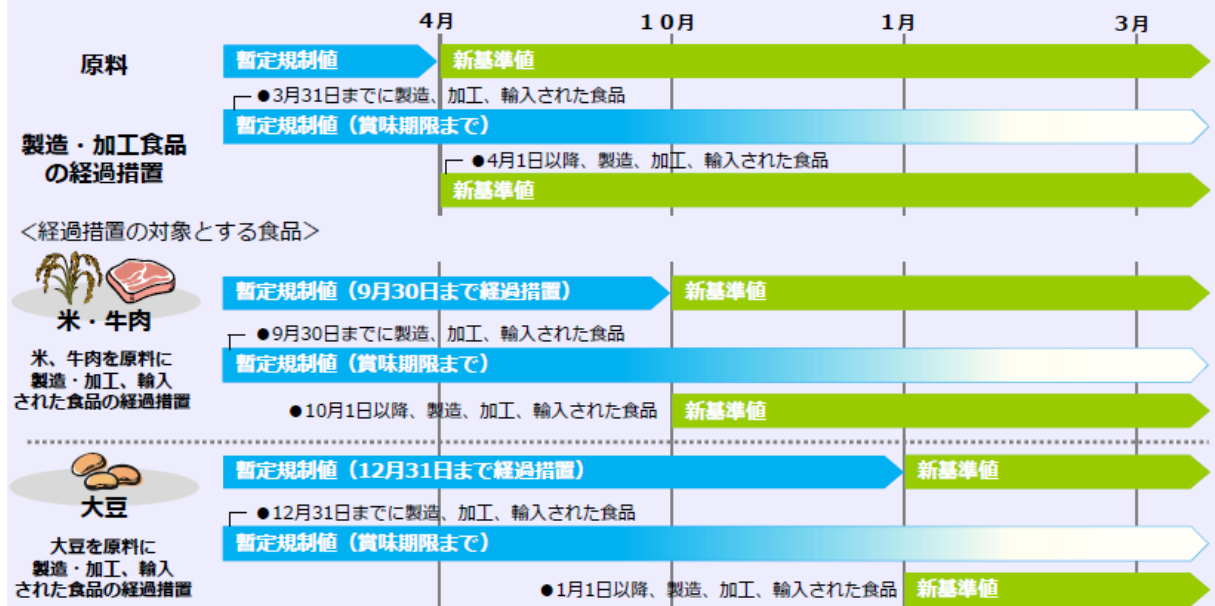 4月 １０月 1月 3月
原料
暫定規制値 新基準値
●3月31日までに製造、加工、輸入された食品
製造・加工食品
の経過措置
暫定規制値（賞味期限まで）
●4月1日以降、製造、加工、輸入された食品
新基準値
＜経過措置の対象とする食品＞
米・牛肉
暫定規制値（9月30日まで経過措置） 新基準値
●9月30日までに製造、加工、輸入された食品
米、牛肉を原料に
製造・加工、輸入
された食品の経過措置
暫定規制値（賞味期限まで）
●10月1日以降、製造、加工、輸入された食品 新基準値
大豆
暫定規制値（12月31日まで経過措置） 新基準値
●12月31日までに製造、加工、輸入された食品
大豆を原料に
製造・加工、輸入
された食品の経過措置
暫定規制値（賞味期限まで）
●1月1日以降、製造、加工、輸入された食品 新基準値